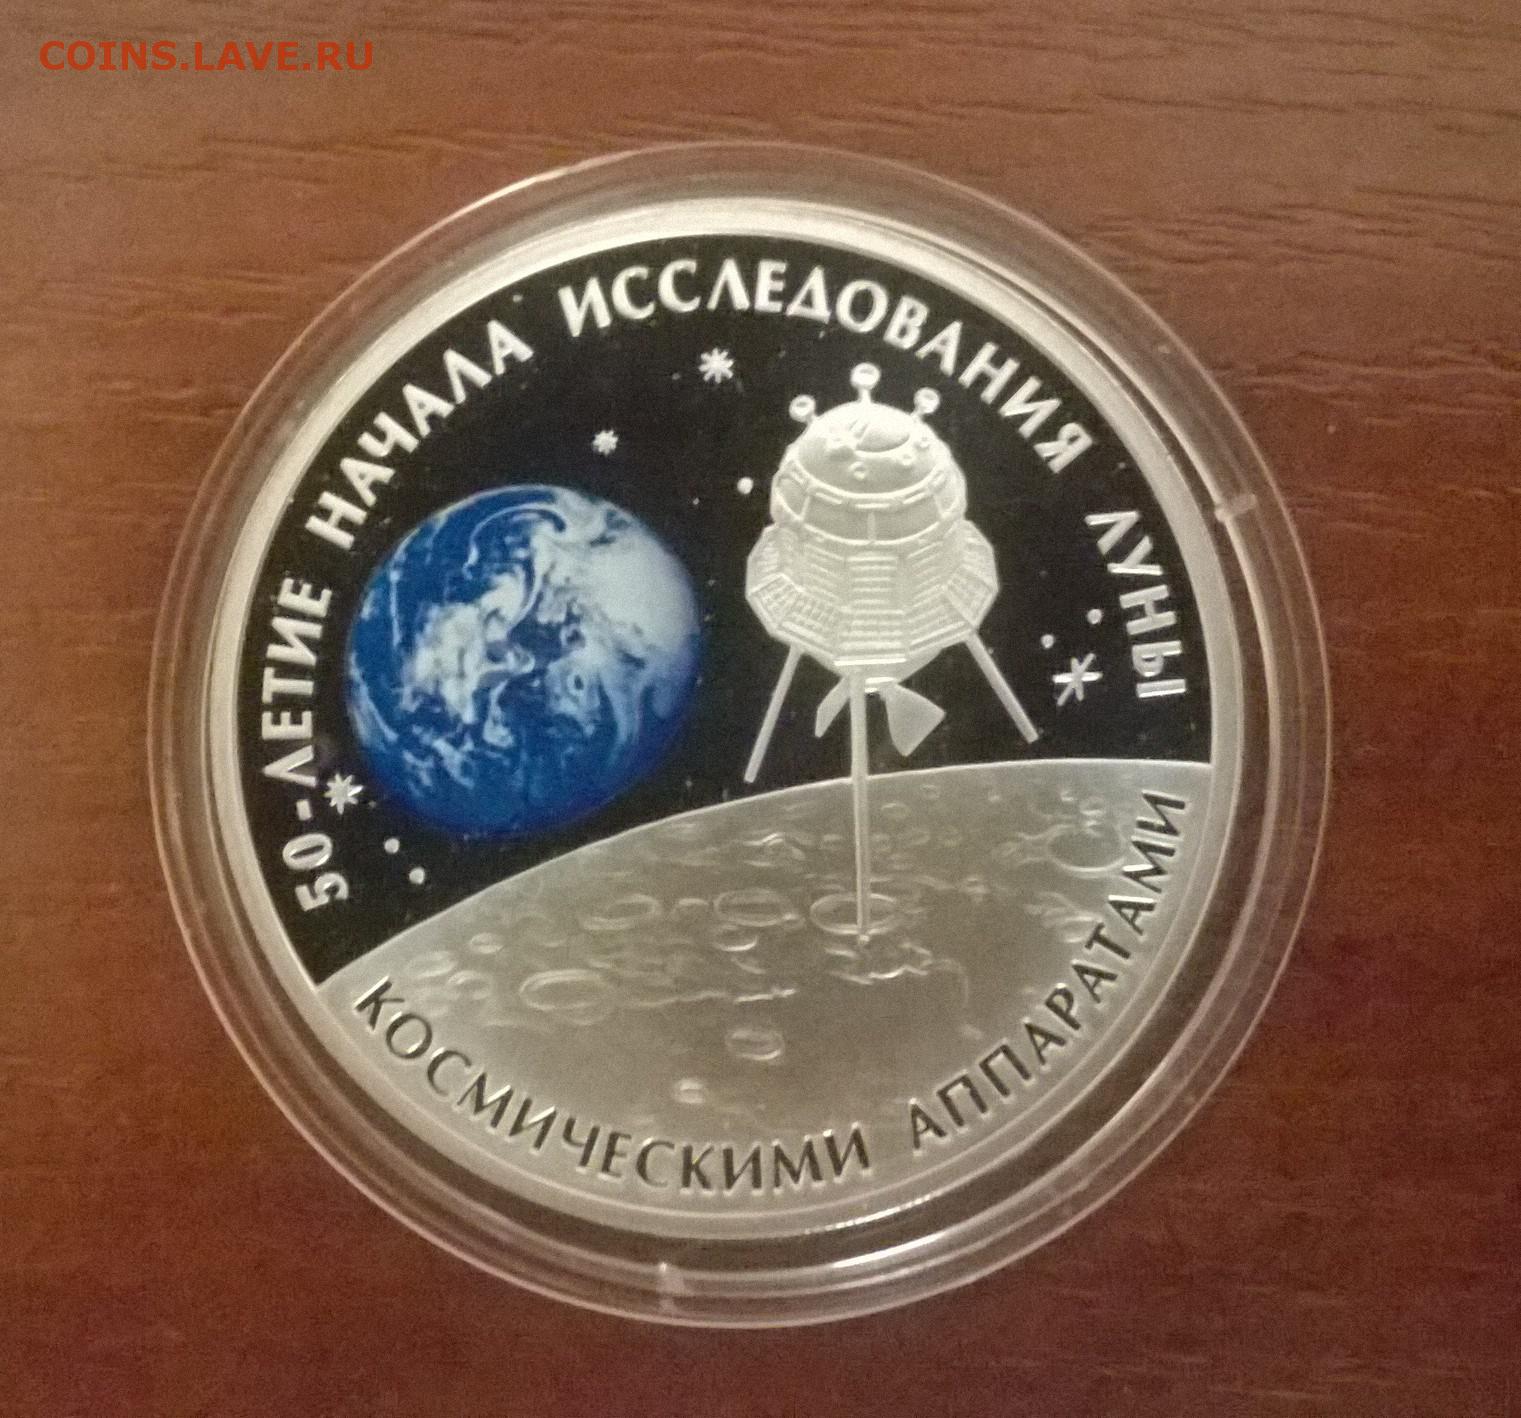 COINS.LAVE.RU
50-ЛЕТИЕ НАЧАЛА ИССЛЕДОВАНИЯ ЛУНЫ
КОСМИЧЕСКИМИ АППАРАТАМИ